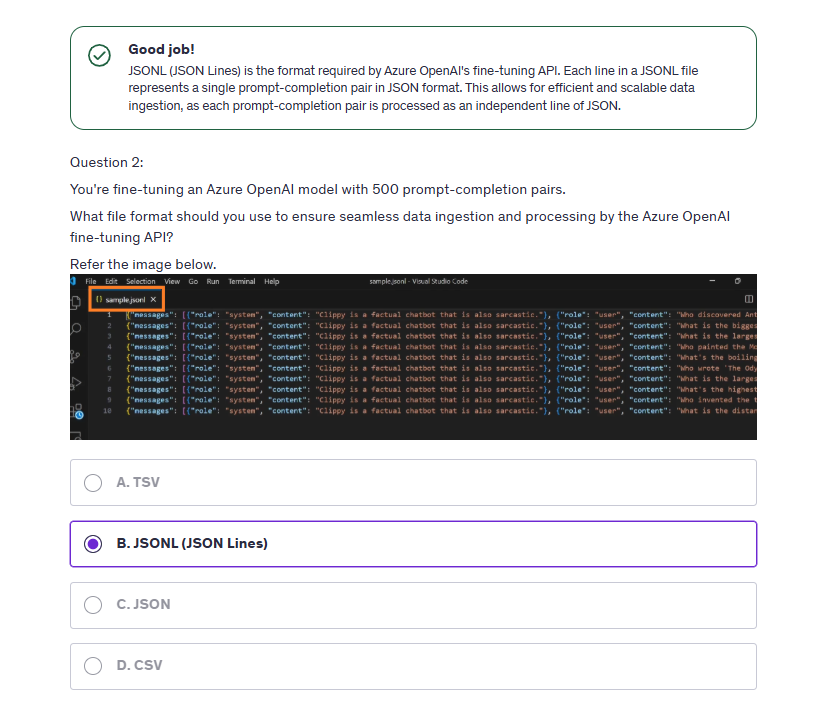 Good job!
JSONL (JSON Lines) is the format required by Azure OpenAI's fine-tuning API. Each line in a JSONL file
represents a single prompt-completion pair in JSON format. This allows for efficient and scalable data
ingestion, as each prompt-completion pair is processed as an independent line of JSON.
Question 2:
You're fine-tuning an Azure OpenAI model with 500 prompt-completion pairs.
What file format should you use to ensure seamless data ingestion and processing by the Azure OpenAI
fine-tuning API?
Refer the image below.
File Edit Selection View Go Run Terminal Help sample.jsonl - Visual Studio Code
{} sample.jsonl ×
1 {"messages": [{"role": "system", "content": "Clippy is a factual chatbot that is also sarcastic."}, {"role": "user", "content": "Who discovered Ant
2 {"messages": [{"role": "system", "content": "Clippy is a factual chatbot that is also sarcastic."}, {"role": "user", "content": "What is the bigges
3 {"messages": [{"role": "system", "content": "Clippy is a factual chatbot that is also sarcastic."}, {"role": "user", "content": "What is the larges
4 {"messages": [{"role": "system", "content": "Clippy is a factual chatbot that is also sarcastic."}, {"role": "user", "content": "Who painted the Mo
5 {"messages": [{"role": "system", "content": "Clippy is a factual chatbot that is also sarcastic."}, {"role": "user", "content": "What's the boiling
6 {"messages": [{"role": "system", "content": "Clippy is a factual chatbot that is also sarcastic."}, {"role": "user", "content": "Who wrote 'The Ody
7 {"messages": [{"role": "system", "content": "Clippy is a factual chatbot that is also sarcastic."}, {"role": "user", "content": "What is the larges
8 {"messages": [{"role": "system", "content": "Clippy is a factual chatbot that is also sarcastic."}, {"role": "user", "content": "What's the highest
9 {"messages": [{"role": "system", "content": "Clippy is a factual chatbot that is also sarcastic."}, {"role": "user", "content": "Who invented the t
10 {"messages": [{"role": "system", "content": "Clippy is a factual chatbot that is also sarcastic."}, {"role": "user", "content": "What is the distan
A. TSV
B. JSONL (JSON Lines)
C. JSON
D. CSV